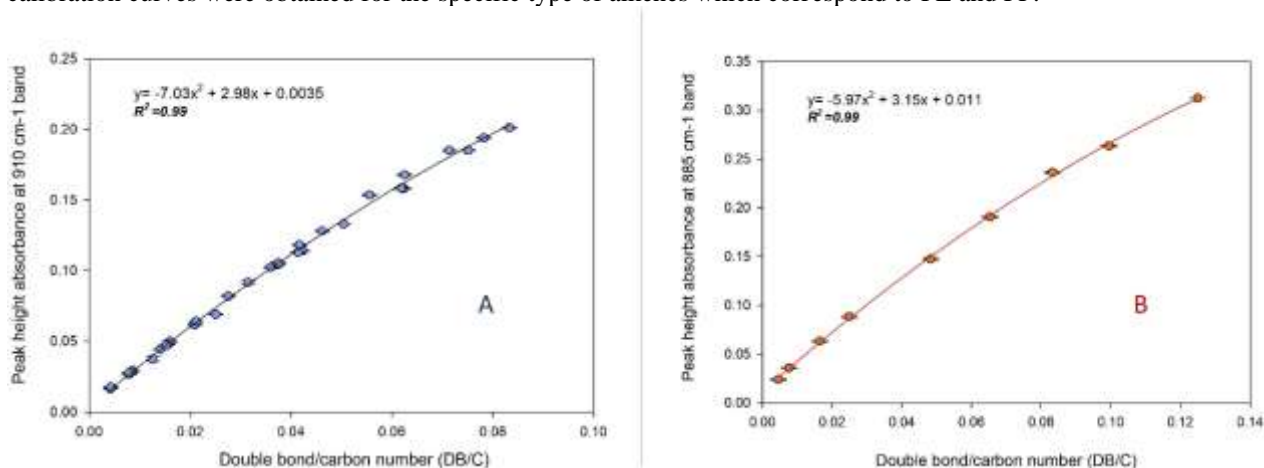 calibration curves were obtained for the specific type of alkenes which correspond to PE and PP.
0.25
0.20
0.15
0.10
0.05
0.00
Peak height absorbance at 910 cm-1 band
y= -7.03x² + 2.98x + 0.0035
R² =0.99
A
0.00 0.02 0.04 0.06 0.08 0.10
Double bond/carbon number (DB/C)
0.35
0.30
0.25
0.20
0.15
0.10
0.05
0.00
Peak height absorbance at 885 cm-1 band
y= -5.97x² + 3.15x + 0.011
R² =0.99
B
0.00 0.02 0.04 0.06 0.08 0.10 0.12 0.14
Double bond/carbon number (DB/C)